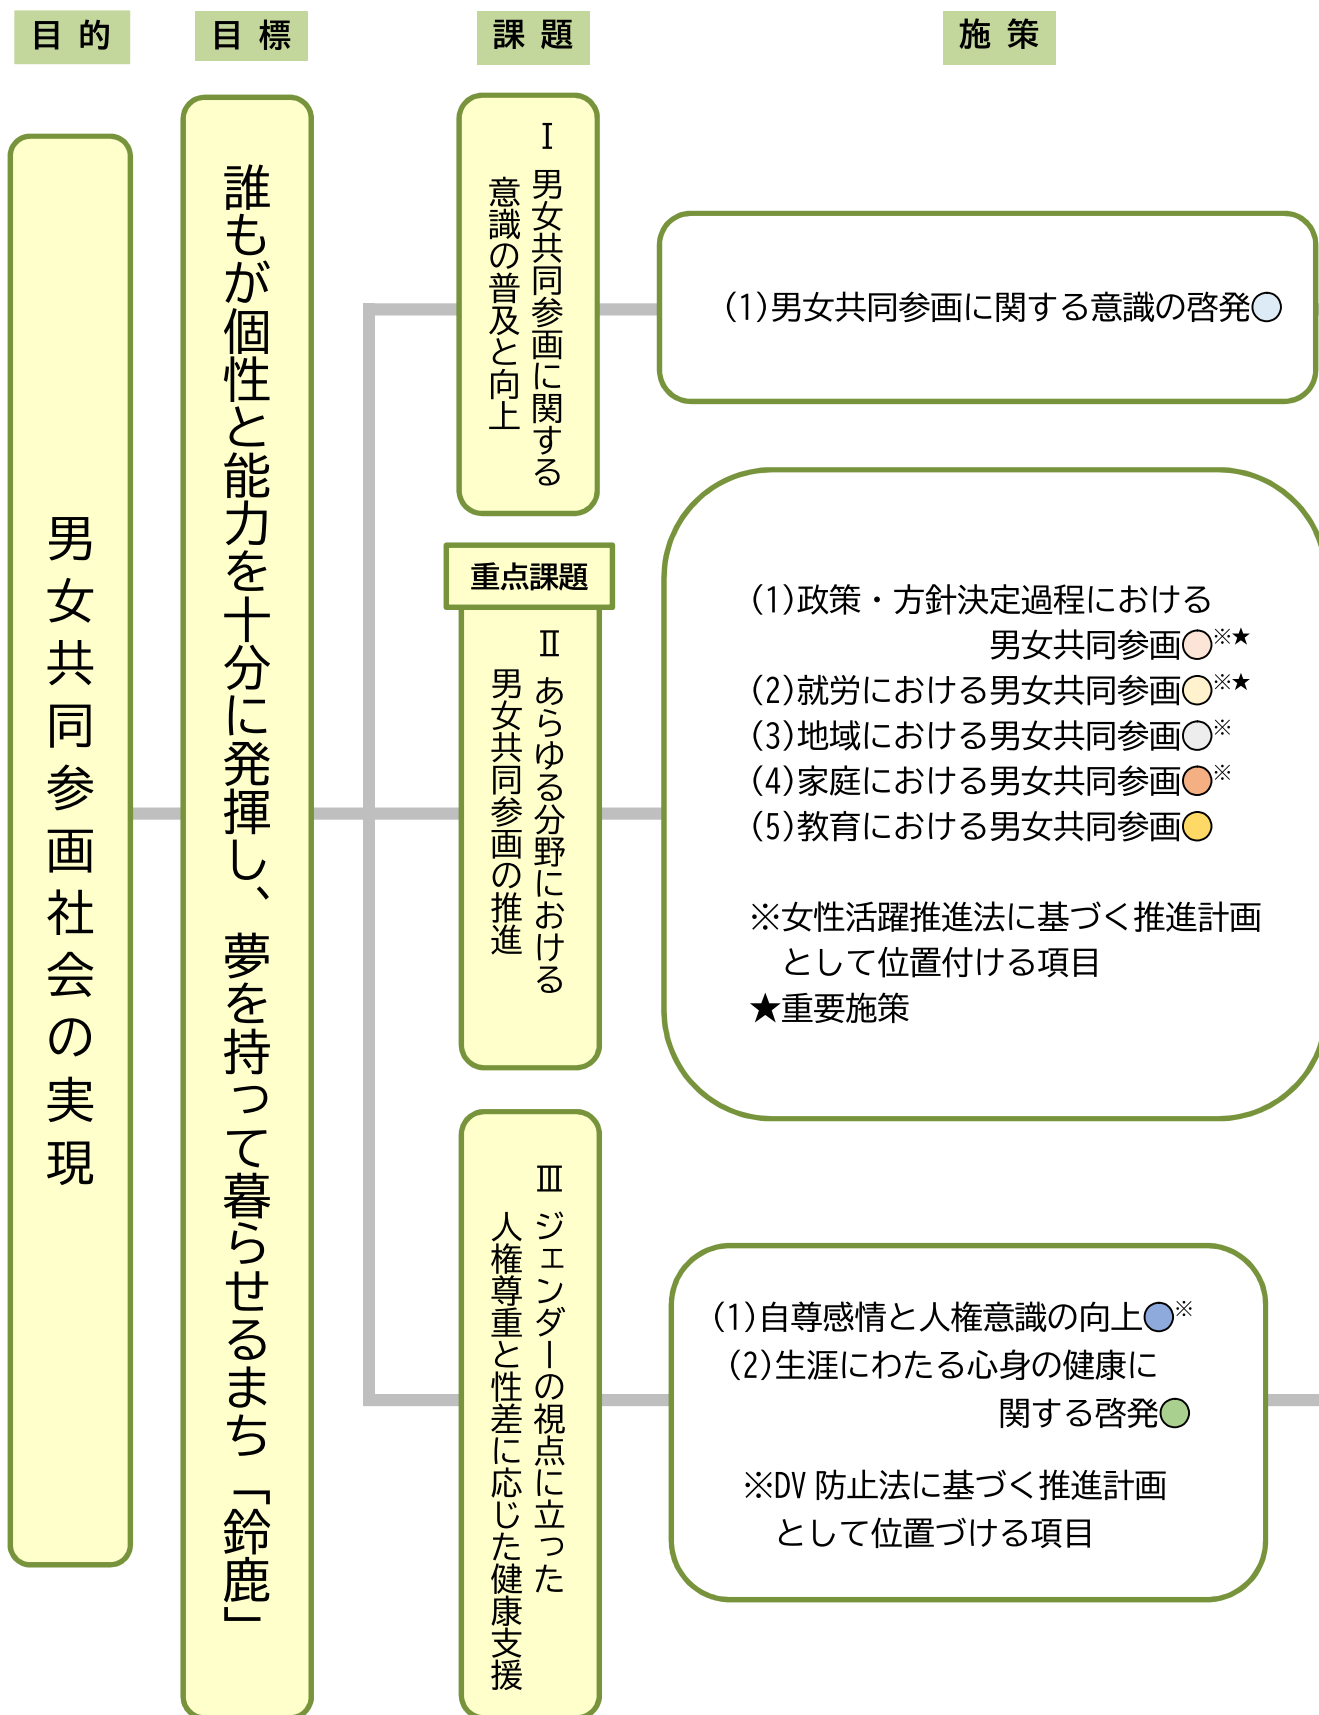 目的
目標
課題
施策
男女共同参画社会の実現
誰もが個性と能力を十分に発揮し、夢を持って暮らせるまち「鈴鹿」
Ⅰ 男女共同参画に関する
意識の普及と向上
(1)男女共同参画に関する意識の啓発
重点課題
Ⅱ あらゆる分野における
男女共同参画の推進
(1)政策・方針決定過程における
男女共同参画※★
(2)就労における男女共同参画※★
(3)地域における男女共同参画※
(4)家庭における男女共同参画※
(5)教育における男女共同参画
※女性活躍推進法に基づく推進計画
として位置付ける項目
★重要施策
Ⅲ ジェンダーの視点に立った
人権尊重と性差に応じた健康支援
(1)自尊感情と人権意識の向上※
(2)生涯にわたる心身の健康に
関する啓発
※DV防止法に基づく推進計画
として位置づける項目